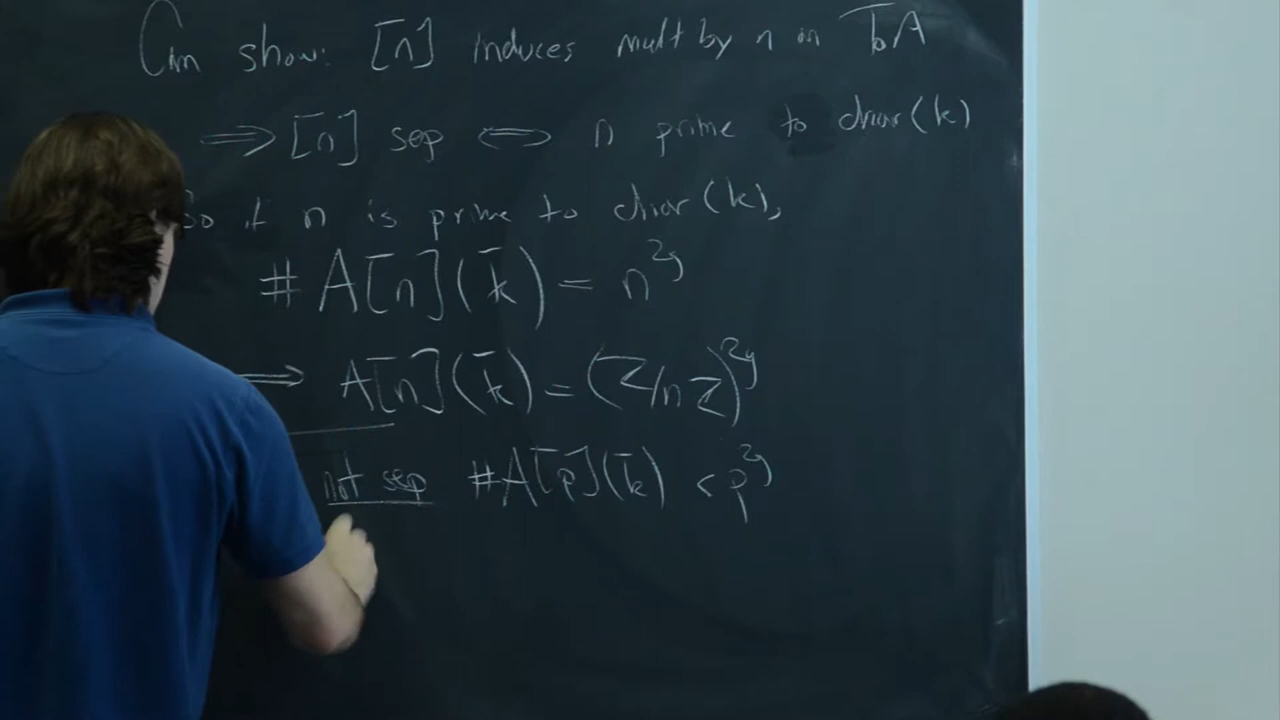 Can show: [n] induces mult by n on T₀A
⟹ [n] sep ⟺ n prime to char(k)
So if n is prime to char(k),
# A[n](k̄) = n^{2g}
⟹ A[n](k̄) = (Z/nZ)^{2g}
not sep #A[p](k̄) < p^{2g}